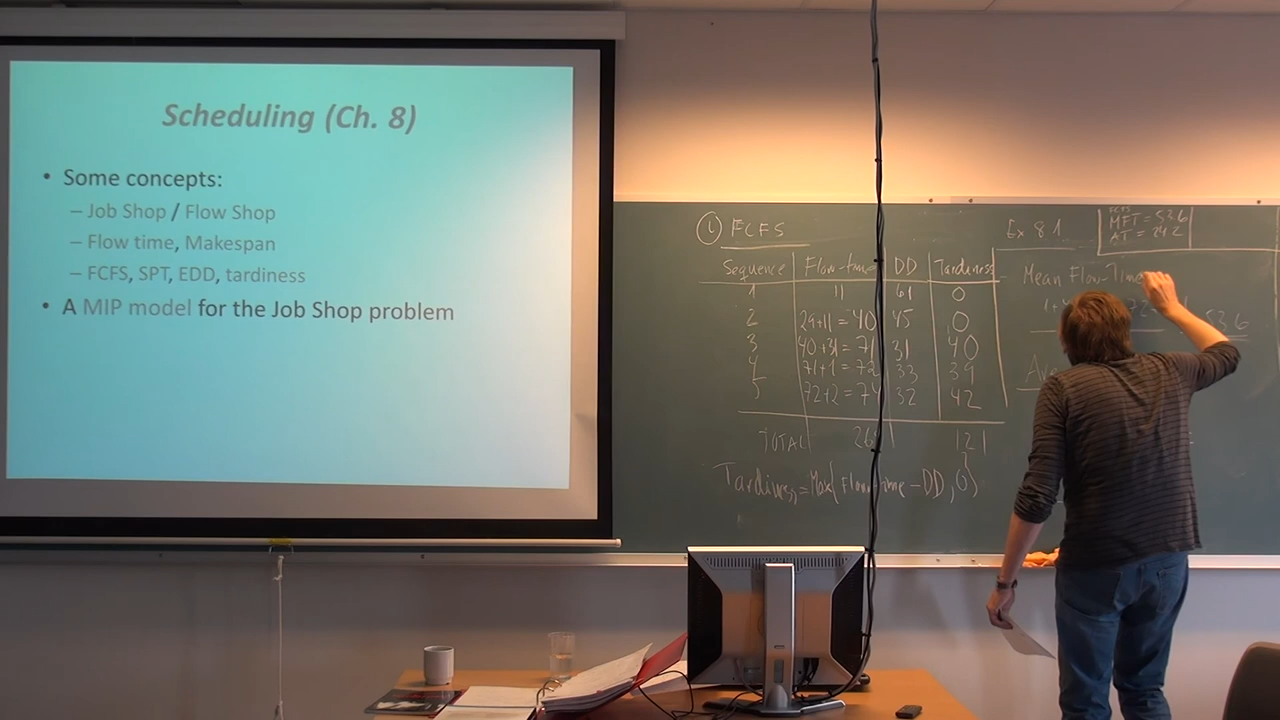 Scheduling (Ch. 8)
• Some concepts:
– Job Shop / Flow Shop
– Flow time, Makespan
– FCFS, SPT, EDD, tardiness
• A MIP model for the Job Shop problem
1 FCFS
Sequence Flow-time DD Tardiness
1 11 61 0
2 29+11=40 45 0
3 40+31=71 31 40
4 71+1=72 33 39
5 72+2=74 32 42
TOTAL 121
Tardiness=Max{Flow-time-DD,0}
Ex 8.1
FCFS
MFT = 53.6
AT = 24.2
Mean Flow-Time
53.6